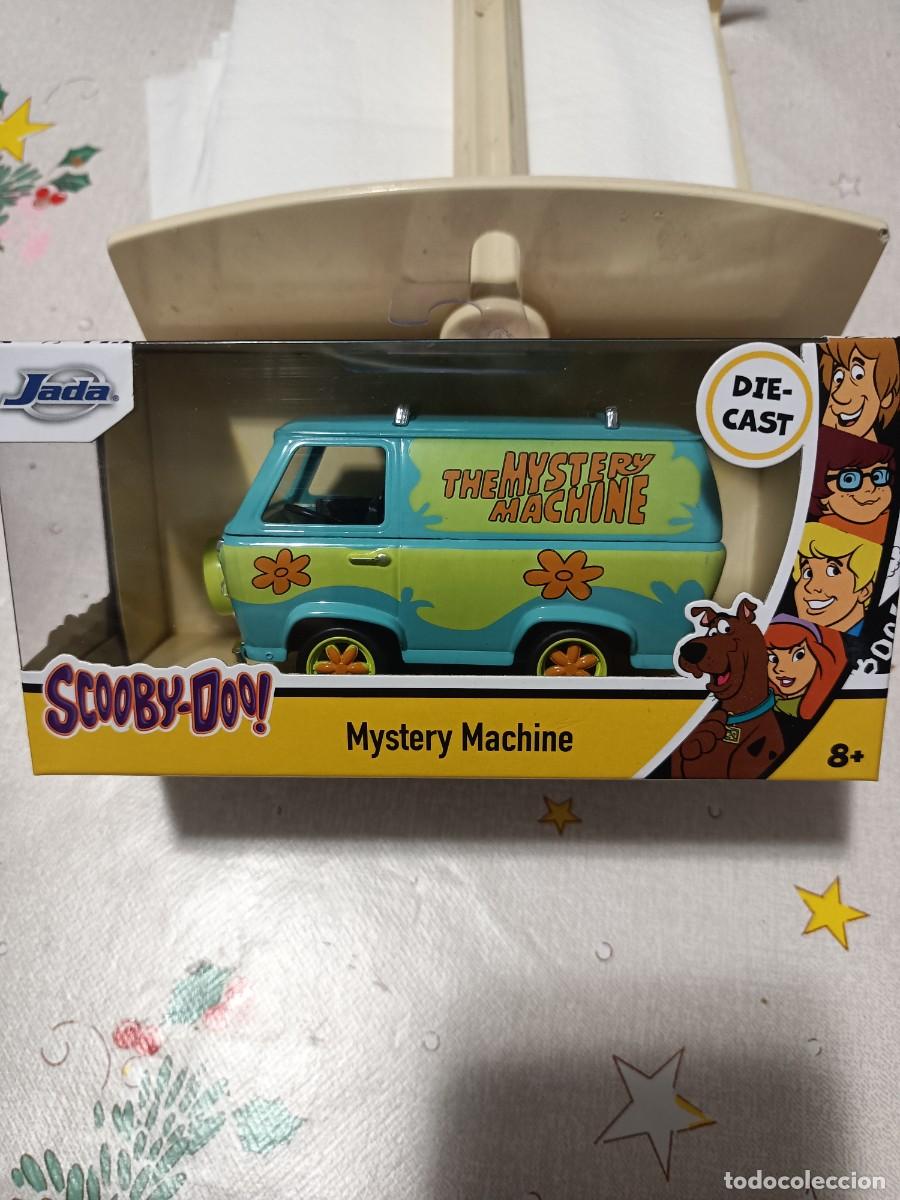 Jada
DIE-
CAST
THE MYSTERY
MACHINE
SCOOBY-DOO!
Mystery Machine
8+
todocoleccion